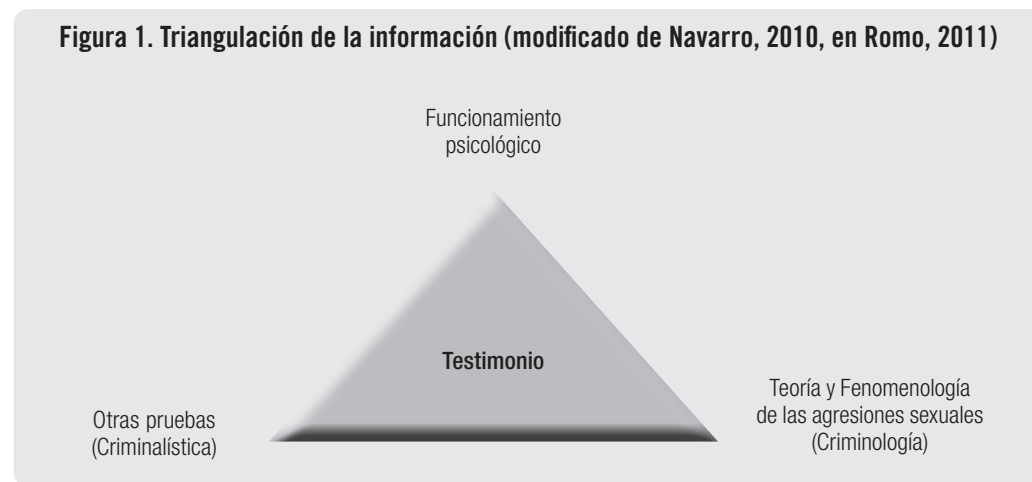 Figura 1. Triangulación de la información (modificado de Navarro, 2010, en Romo, 2011)
Funcionamiento
psicológico
Testimonio
Otras pruebas
(Criminalística)
Teoría y Fenomenología
de las agresiones sexuales
(Criminología)